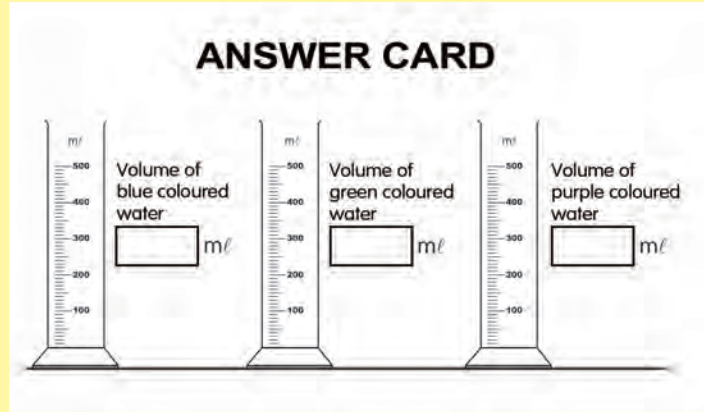 ANSWER CARD
mℓ
500
400
300
200
100
Volume of
blue coloured
water
mℓ
mℓ
500
400
300
200
100
Volume of
green coloured
water
mℓ
mℓ
500
400
300
200
100
Volume of
purple coloured
water
mℓ